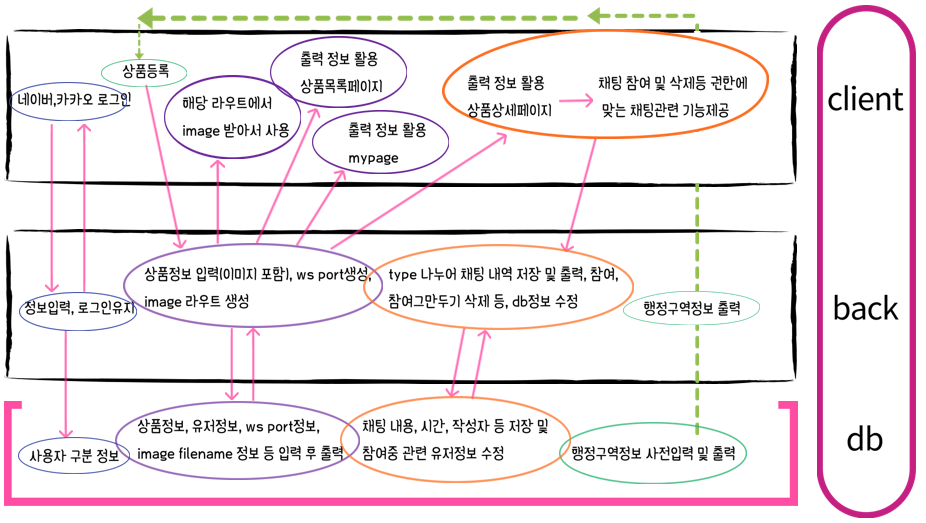 상품등록
네이버,카카오 로그인
해당 라우트에서
image 받아서 사용
출력 정보 활용
상품목록페이지
출력 정보 활용
mypage
출력 정보 활용
상품상세페이지
채팅 참여 및 삭제등 권한에
맞는 채팅관련 기능제공
client
정보입력, 로그인유지
상품정보 입력(이미지 포함), ws port생성,
image 라우트 생성
type 나누어 채팅 내역 저장 및 출력, 참여,
참여그만두기 삭제 등, db정보 수정
행정구역정보 출력
back
사용자 구분 정보
상품정보, 유저정보, ws port정보,
image filename 정보 등 입력 후 출력
채팅 내용, 시간, 작성자 등 저장 및
참여중 관련 유저정보 수정
행정구역정보 사전입력 및 출력
db